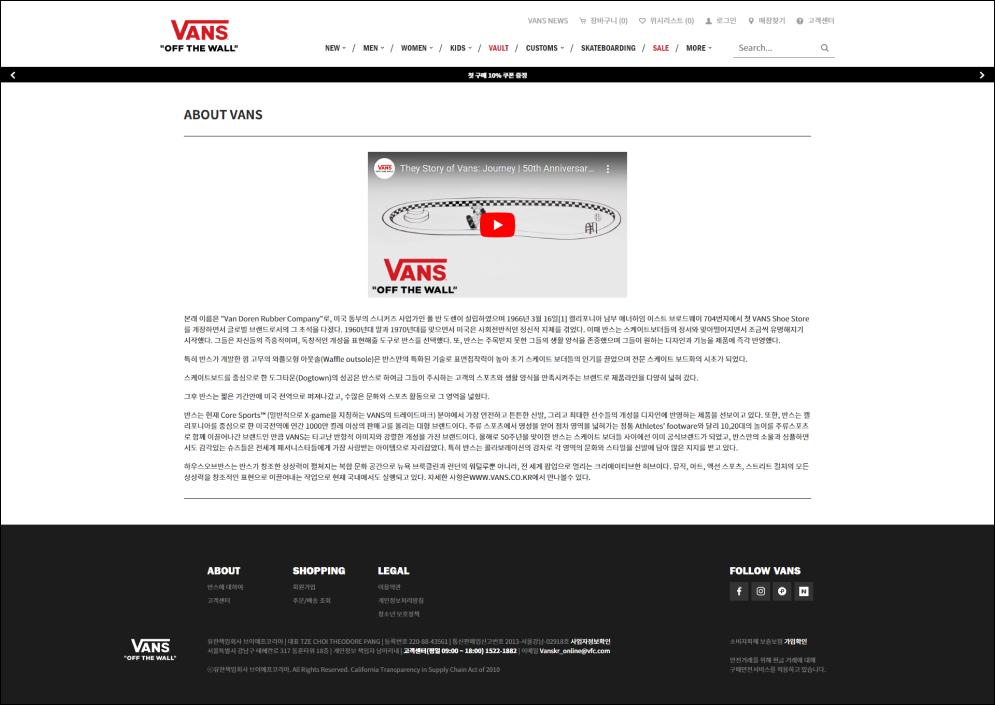 VANS
"OFF THE WALL"
VANS NEWS 장바구니 (0) 위시리스트 (0) 로그인 매장찾기 고객센터
NEW / MEN / WOMEN / KIDS / VAULT / CUSTOMS / SKATEBOARDING / SALE / MORE Search...
첫 구매 10% 쿠폰 증정
ABOUT VANS
VANS
They Story of Vans: Journey | 50th Anniversar...
VANS
"OFF THE WALL"
본래 이름은 "Van Doren Rubber Company"로, 미국 동부의 스니커즈 사업가인 폴 반 도렌이 설립하였으며 1966년 3월 16일[1] 캘리포니아 남부 애너하임 이스트 브로드웨이 704번지에서 첫 VANS Shoe Store
를 개장하면서 글로벌 브랜드로서의 그 초석을 다졌다. 1960년대 말과 1970년대를 맞으면서 미국은 사회전반적인 정신적 지체를 겪었다. 이때 반스는 스케이트보더들의 정서와 맞아떨어지면서 조금씩 유명해지기
시작했다. 그들은 자신들의 즉흥적이며, 독창적인 개성을 표현해줄 도구로 반스를 선택했다. 또, 반스는 주목받지 못한 그들의 생활 양식을 존중했으며 그들이 원하는 디자인과 기능을 제품에 즉각 반영했다.
특히 반스가 개발한 껌 고무의 와플모형 아웃솔(Waffle outsole)은 반스만의 특화된 기술로 표면접착력이 높아 초기 스케이트 보더들의 인기를 끌었으며 전문 스케이트 보드화의 시초가 되었다.
스케이트보드를 중심으로 한 도그타운(Dogtown)의 성공은 반스로 하여금 그들이 주시하는 고객의 스포츠와 생활 양식을 만족시켜주는 브랜드로 제품라인을 다양히 넓혀 갔다.
그후 반스는 짧은 기간안에 미국 전역으로 퍼져나갔고, 수많은 문화와 스포츠 활동으로 그 영역을 넓혔다.
반스는 현재 Core Sports™ (일반적으로 X-game을 지칭하는 VANS의 트레이드마크) 분야에서 가장 안전하고 튼튼한 신발, 그리고 최대한 선수들의 개성을 디자인에 반영하는 제품을 선보이고 있다. 또한, 반스는 캘
리포니아를 중심으로 한 미국전역에 연간 1000만 켤레 이상의 판매고를 올리는 대형 브랜드이다. 주류 스포츠에서 명성을 얻어 점차 영역을 넓혀가는 정통 Athletes' footware와 달리 10,20대의 놀이를 주류스포츠
로 함께 이끌어나간 브랜드인 만큼 VANS는 타고난 반항적 이미지와 강렬한 개성을 가진 브랜드이다. 올해로 50주년을 맞이한 반스는 스케이트 보더들 사이에선 이미 공식브랜드가 되었고, 반스만의 소울과 심플하면
서도 감각있는 슈즈들은 전세계 패셔니스타들에게 가장 사랑받는 아이템으로 자리잡았다. 특히 반스는 콜라보레이션의 강자로 각 영역의 문화와 스타일을 신발에 담아 많은 지지를 받고 있다.
하우스오브반스는 반스가 창조한 상상력이 펼쳐지는 복합 문화 공간으로 뉴욕 브룩클린과 런던의 워털루뿐 아니라, 전 세계 팝업으로 열리는 크리에이티브한 허브이다. 뮤직, 아트, 액션 스포츠, 스트리트 컬처의 모든
상상력을 창조적인 표현으로 이끌어내는 작업으로 현재 국내에서도 실행되고 있다. 자세한 사항은WWW.VANS.CO.KR에서 만나볼수 있다.
ABOUT SHOPPING LEGAL FOLLOW VANS
반스에 대하여 회원가입 이용약관
고객센터 주문/배송 조회 개인정보처리방침
청소년 보호정책
VANS
"OFF THE WALL"
유한책임회사 브이에프코리아 | 대표 TZE CHOI THEODORE PANG | 등록번호 220-88-43561 | 통신판매업신고번호 2013-서울강남-02918호 사업자정보확인
서울특별시 강남구 테헤란로 317 동훈타워 18층 | 개인정보 책임자 남미리내 | 고객센터(평일 09:00 ~ 18:00) 1522-1882 | 이메일 Vanskr_online@vfc.com
ⓒ유한책임회사 브이에프코리아. All Rights Reserved. California Transparency in Supply Chain Act of 2010
소비자피해 보증보험 가입확인
안전거래를 위해 현금 거래에 대해
구매안전서비스를 적용하고 있습니다.